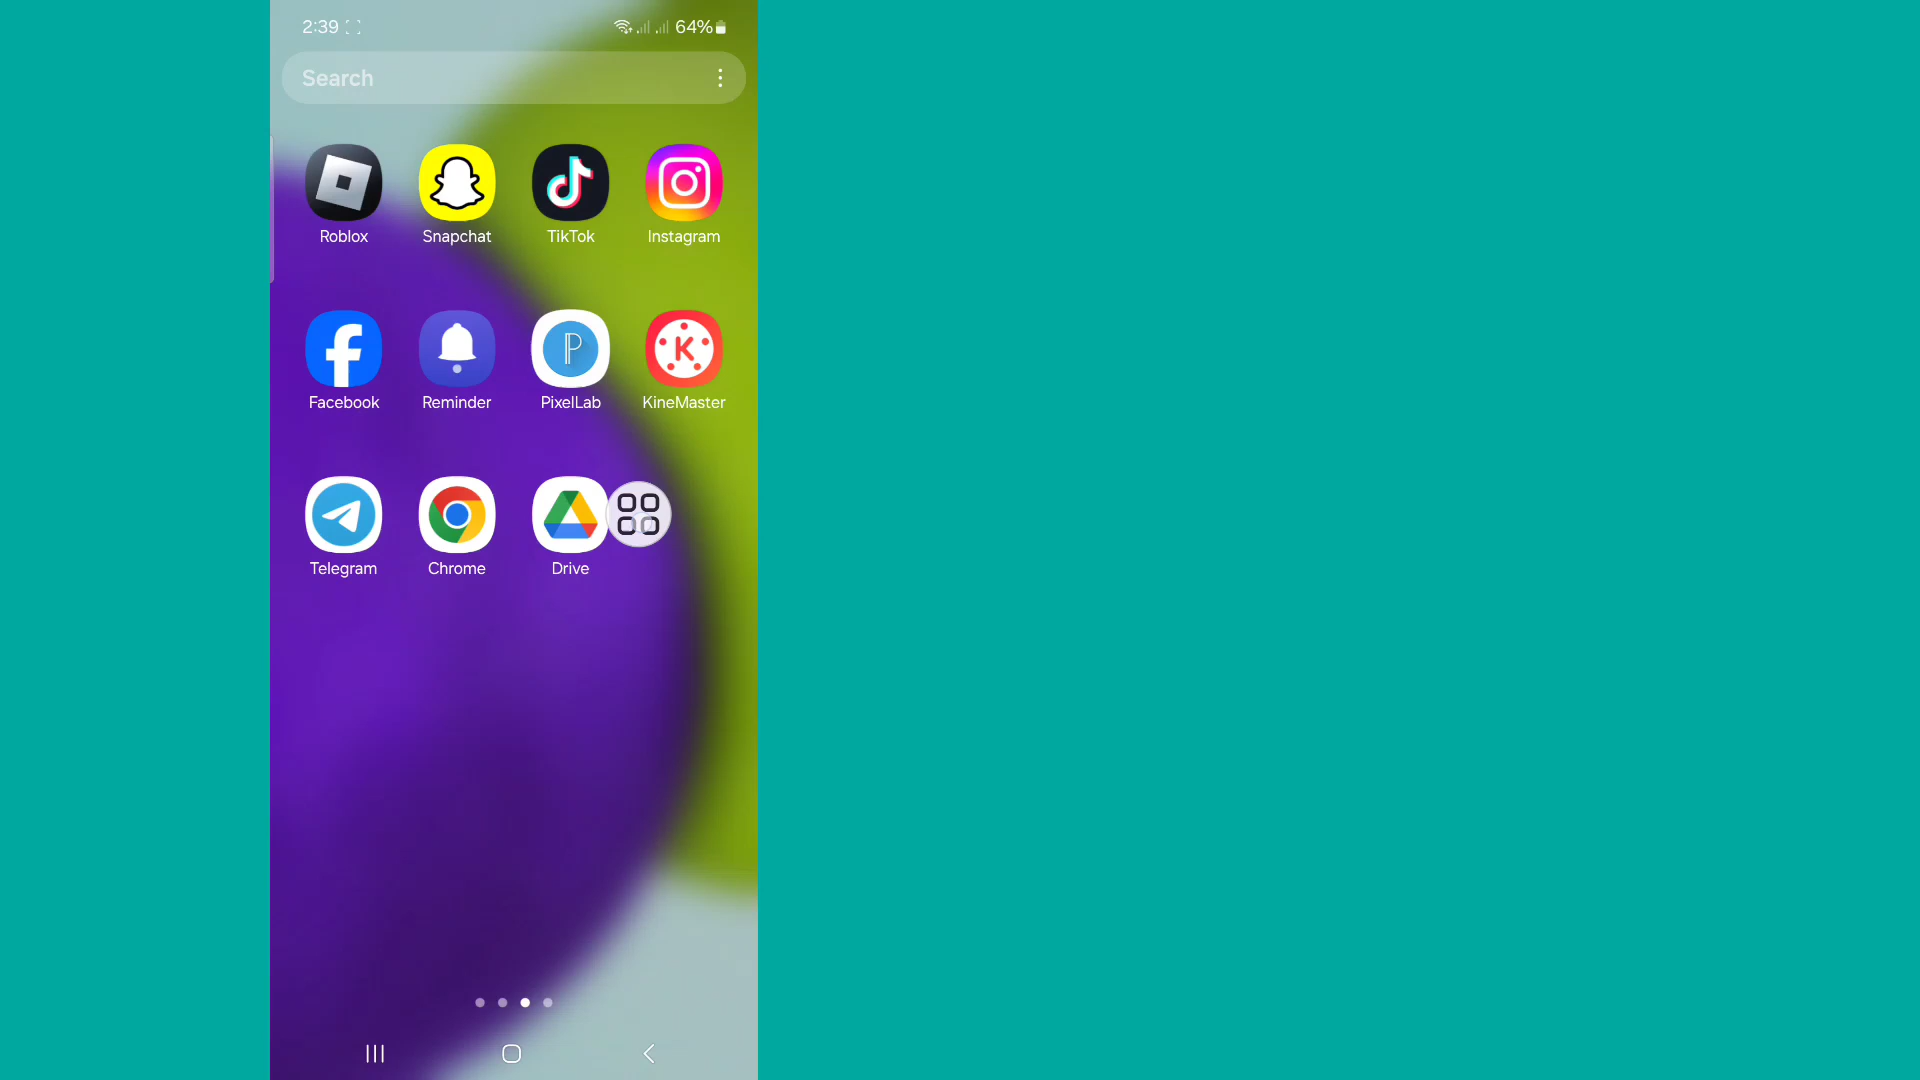 2:39 64%
Search
Roblox Snapchat TikTok Instagram
Facebook Reminder PixelLab KineMaster
Telegram Chrome Drive